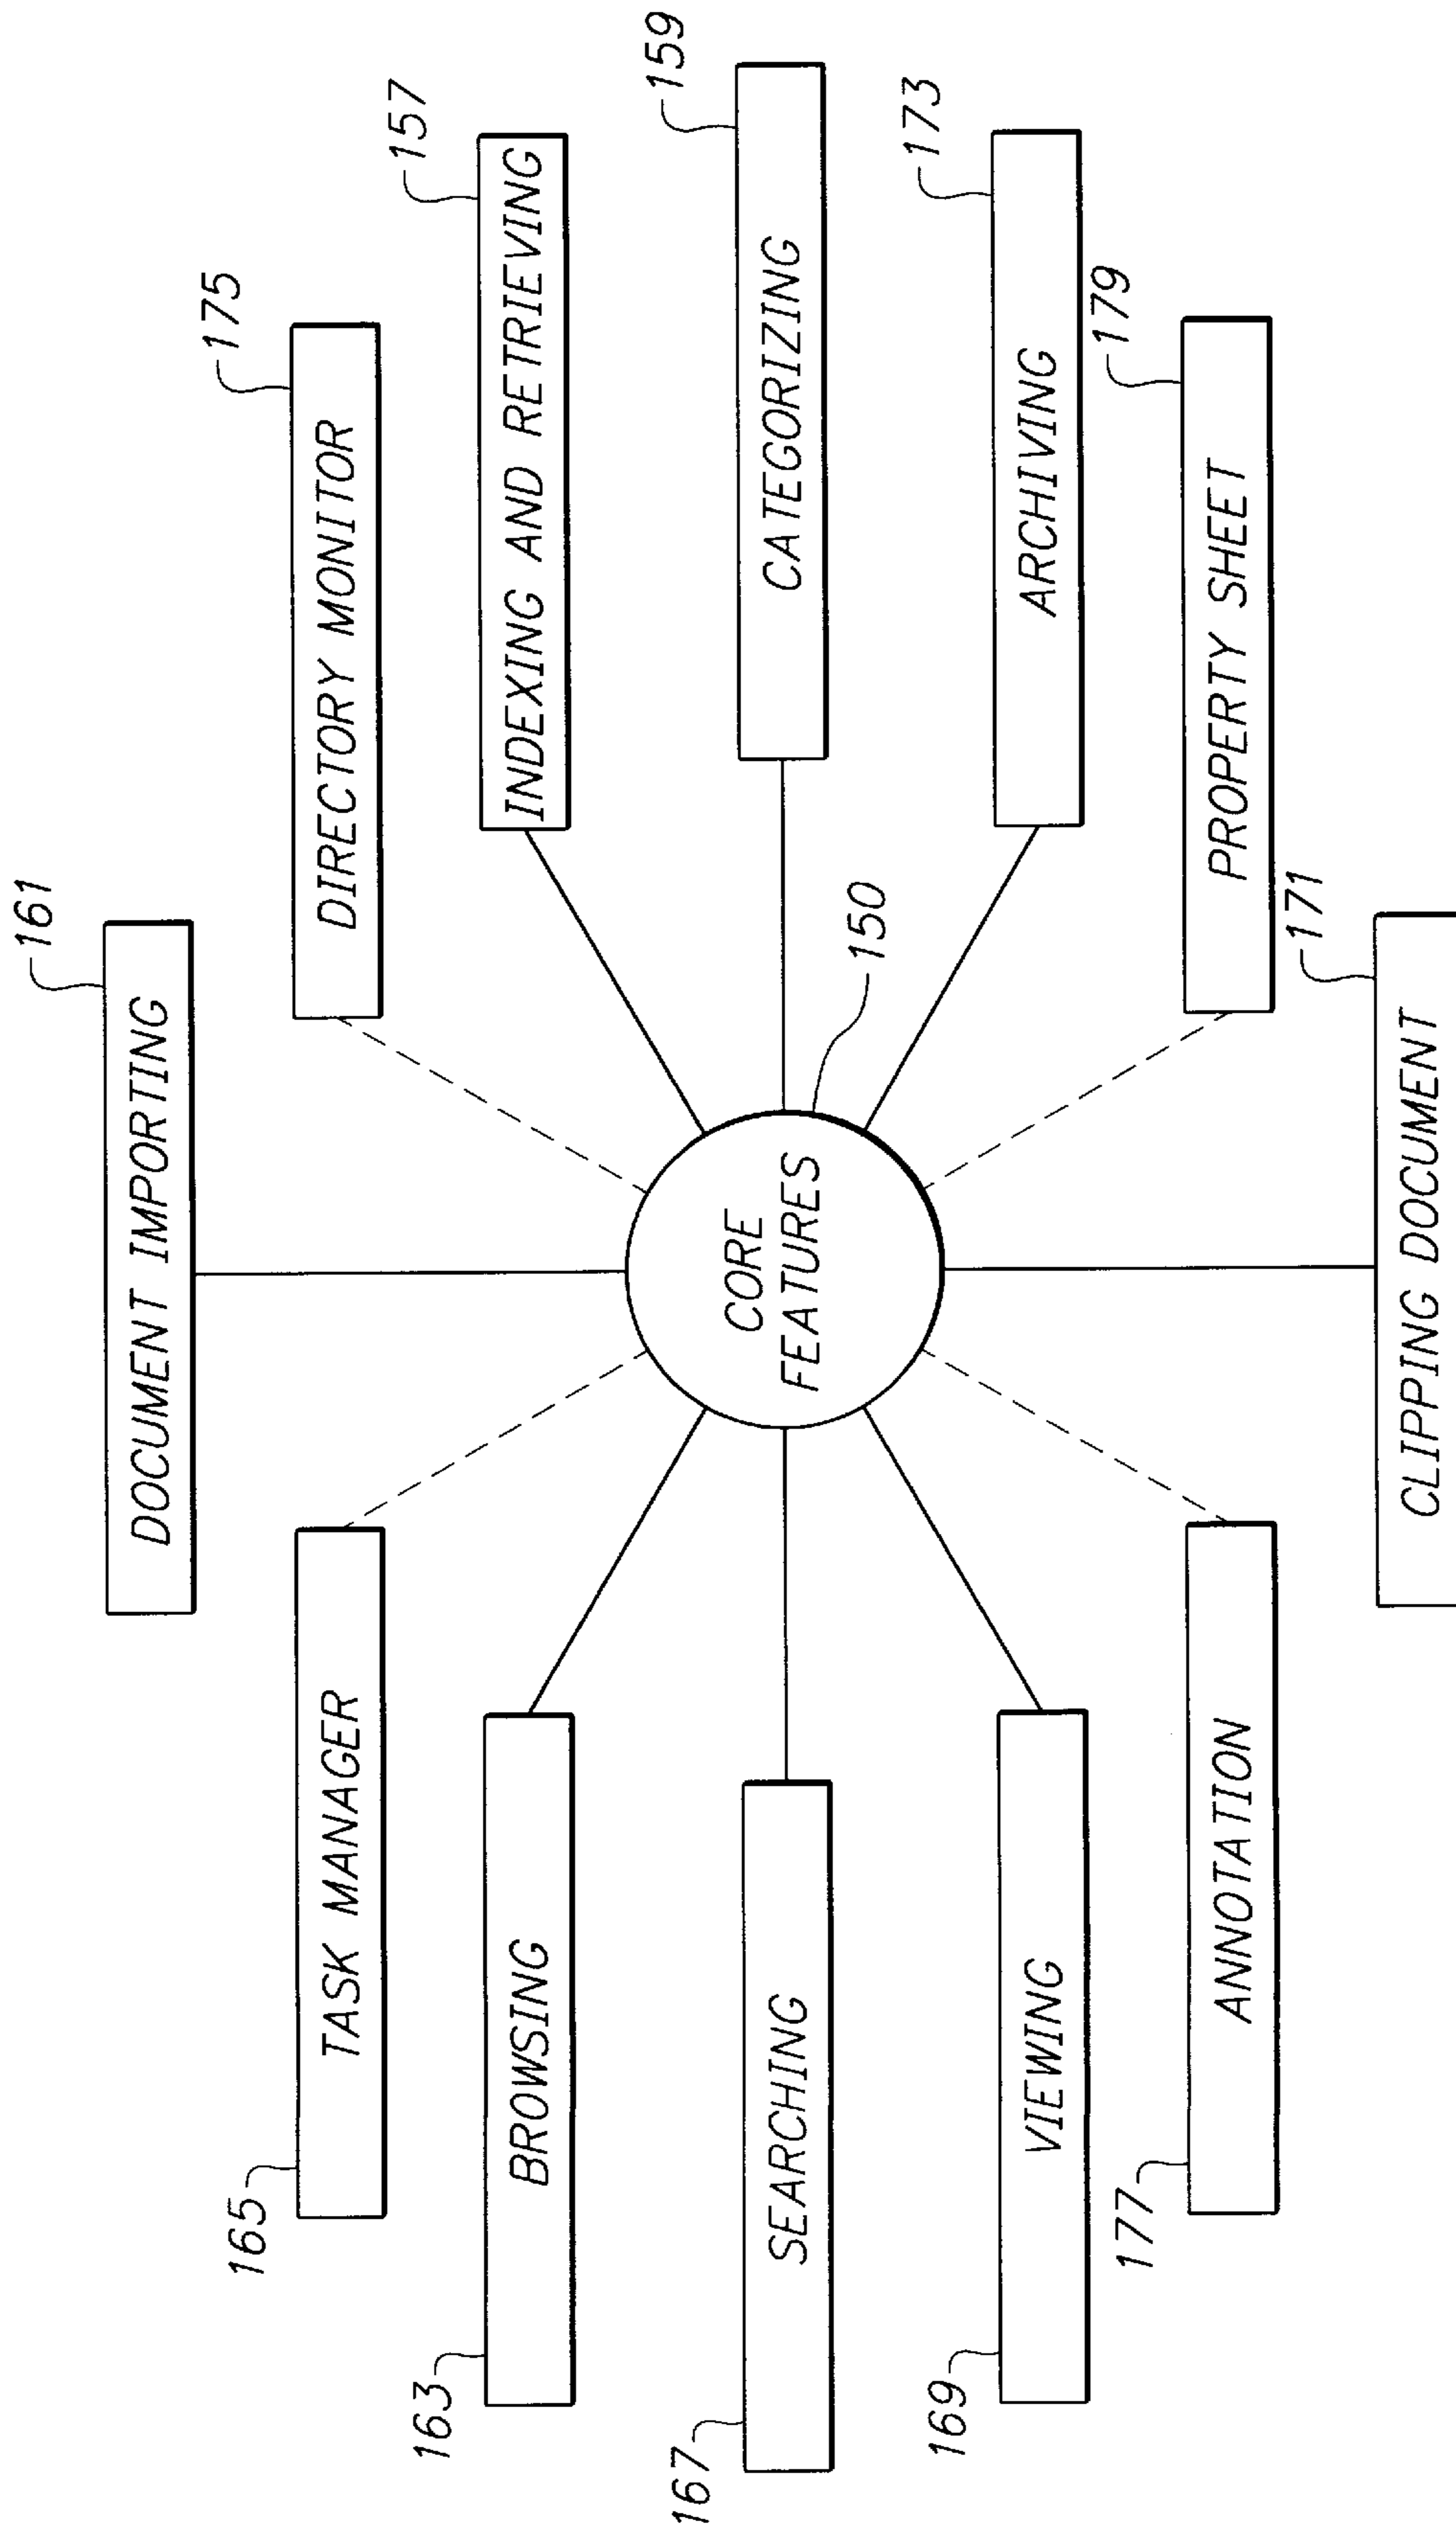 161
DOCUMENT IMPORTING
165
TASK MANAGER
175
DIRECTORY MONITOR
163
BROWSING
157
INDEXING AND RETRIEVING
167
SEARCHING
CORE
FEATURES
150
159
CATEGORIZING
169
VIEWING
173
ARCHIVING
177
ANNOTATION
179
PROPERTY SHEET
171
CLIPPING DOCUMENT